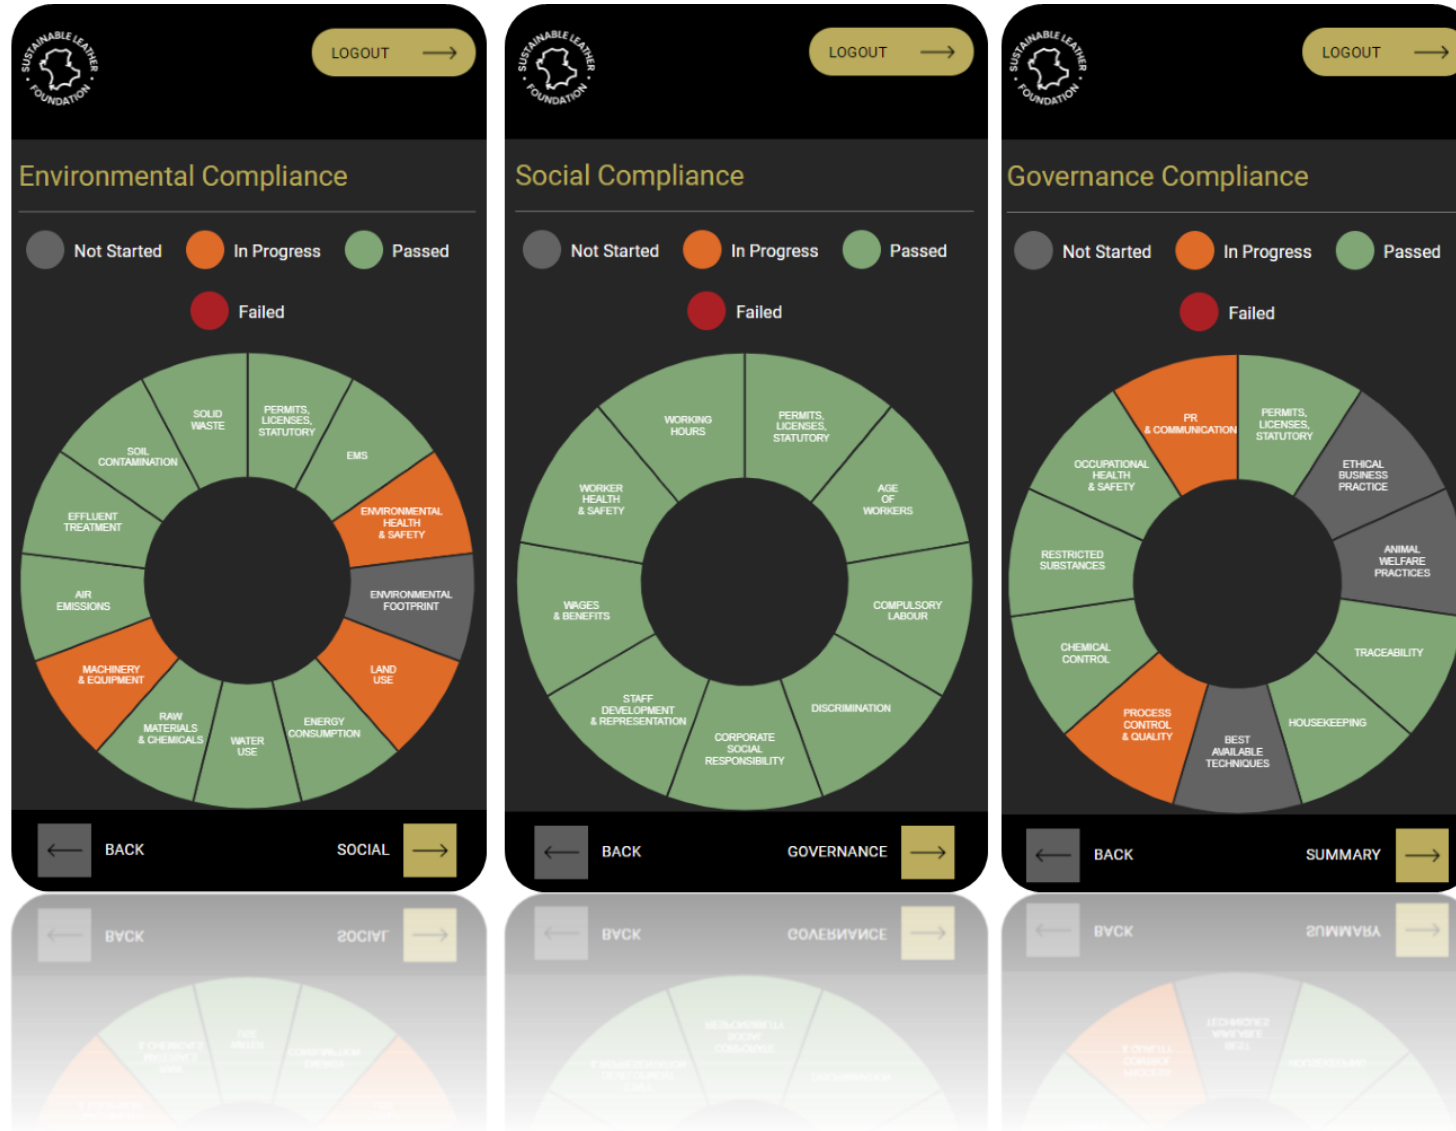 SUSTAINABLE LEATHER
FOUNDATION
LOGOUT
Environmental Compliance
Not Started
In Progress
Passed
Failed
PERMITS,
LICENSES,
STATUTORY
EMS
ENVIRONMENTAL
HEALTH
& SAFETY
ENVIRONMENTAL
FOOTPRINT
LAND
USE
ENERGY
CONSUMPTION
WATER
USE
RAW
MATERIALS
& CHEMICALS
MACHINERY
& EQUIPMENT
AIR
EMISSIONS
EFFLUENT
TREATMENT
SOIL
CONTAMINATION
SOLID
WASTE
BACK
SOCIAL
SUSTAINABLE LEATHER
FOUNDATION
LOGOUT
Social Compliance
Not Started
In Progress
Passed
Failed
PERMITS,
LICENSES,
STATUTORY
AGE
OF
WORKERS
COMPULSORY
LABOUR
DISCRIMINATION
CORPORATE
SOCIAL
RESPONSIBILITY
STAFF
DEVELOPMENT
& REPRESENTATION
WAGES
& BENEFITS
WORKER
HEALTH
& SAFETY
WORKING
HOURS
BACK
GOVERNANCE
SUSTAINABLE LEATHER
FOUNDATION
LOGOUT
Governance Compliance
Not Started
In Progress
Passed
Failed
PERMITS,
LICENSES,
STATUTORY
ETHICAL
BUSINESS
PRACTICE
ANIMAL
WELFARE
PRACTICES
TRACEABILITY
HOUSEKEEPING
BEST
AVAILABLE
TECHNIQUES
PROCESS
CONTROL
& QUALITY
CHEMICAL
CONTROL
RESTRICTED
SUBSTANCES
OCCUPATIONAL
HEALTH
& SAFETY
PR
& COMMUNICATION
BACK
SUMMARY